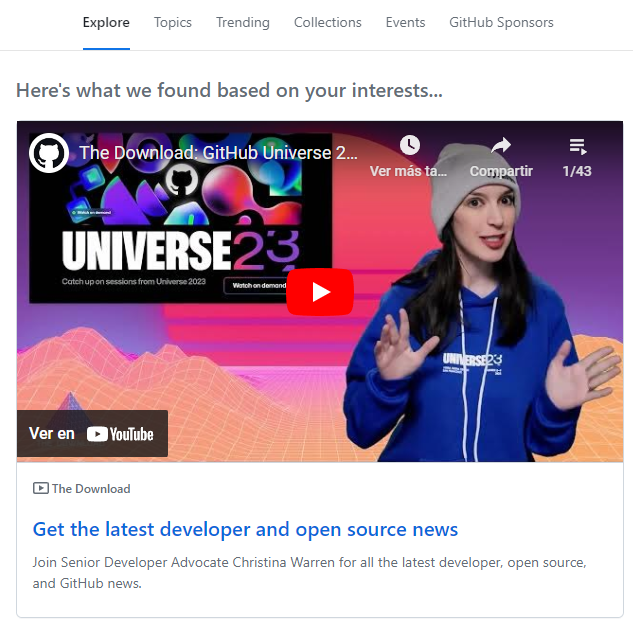 Explore Topics Trending Collections Events GitHub Sponsors
Here's what we found based on your interests...
The Download: GitHub Universe 2...
Ver más ta...
Compartir
1/43
Watch on demand
UNIVERSE23
Catch up on sessions from Universe 2023
Watch on demand
UNIVERSE23
Ver en YouTube
The Download
Get the latest developer and open source news
Join Senior Developer Advocate Christina Warren for all the latest developer, open source,
and GitHub news.